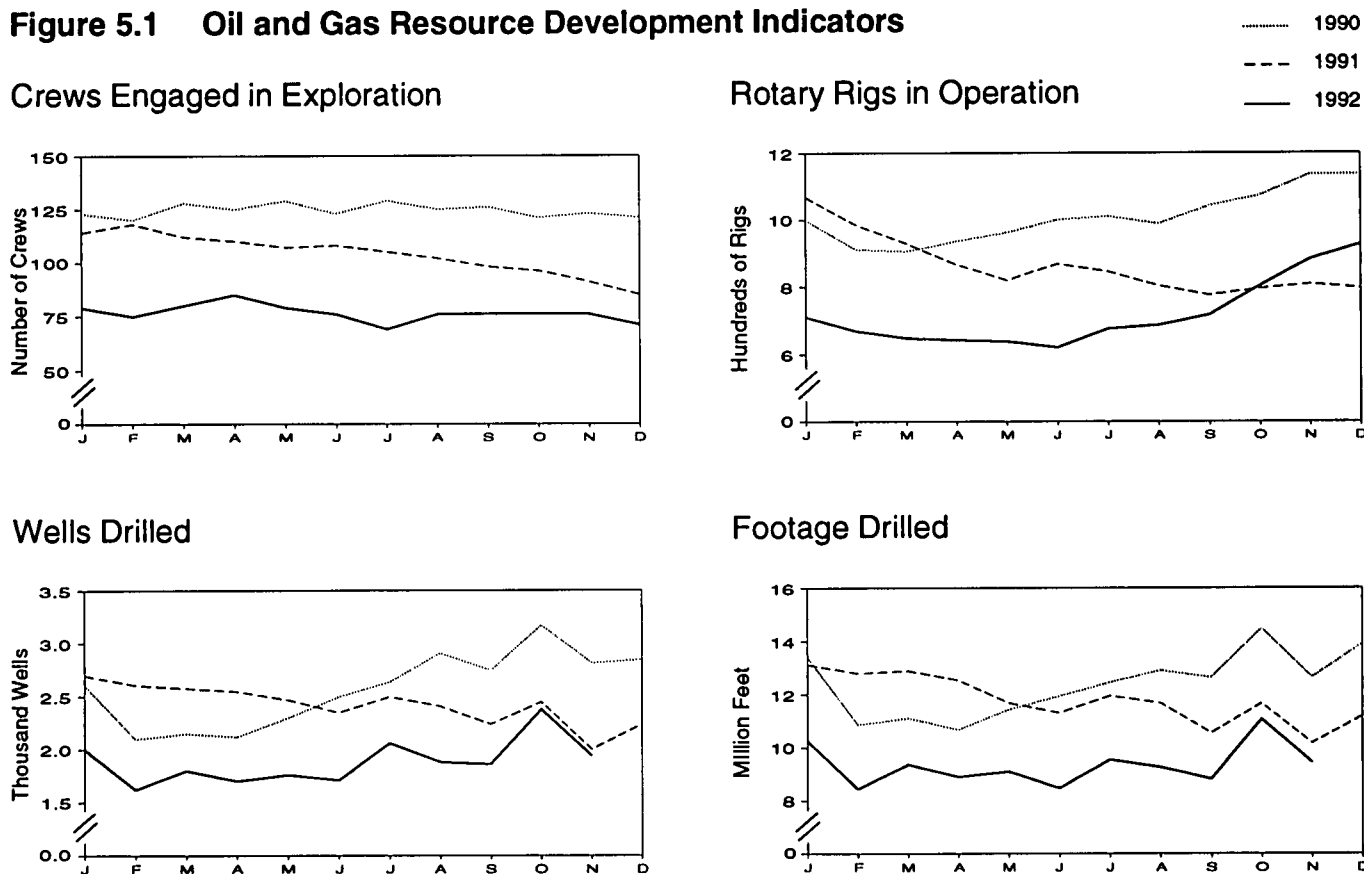 Figure 5.1 Oil and Gas Resource Development Indicators
1990
1991
1992
Crews Engaged in Exploration
Number of Crews
150
125
100
75
50
0
J F M A M J J A S O N D
Rotary Rigs in Operation
Hundreds of Rigs
12
10
8
6
0
J F M A M J J A S O N D
Wells Drilled
Thousand Wells
3.5
3.0
2.5
2.0
1.5
0.0
J F M A M J J A S O N D
Footage Drilled
Million Feet
16
14
12
10
8
0
J F M A M J J A S O N D